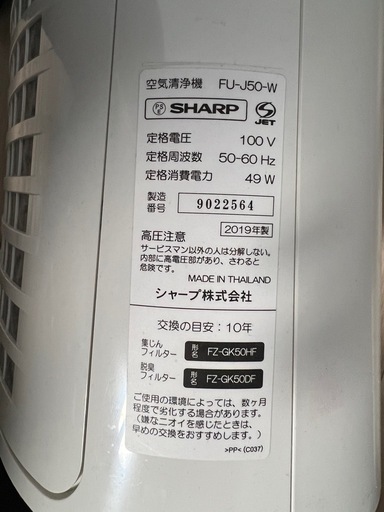 空気清浄機 FU-J50-W
PS E SHARP JET
定格電圧 100 V
定格周波数 50-60 Hz
定格消費電力 49 W
製造
番号 9022564
2019年製
高圧注意
サービスマン以外の人は分解しない。
内部に高電圧部があり、さわると
危険です。
MADE IN THAILAND
シャープ株式会社
交換の目安：10年
集じん
フィルター 形名 FZ-GK50HF
脱臭
フィルター 形名 FZ-GK50DF
ご使用の環境によっては、数ヶ月
程度で劣化する場合があります。
(嫌なニオイを感じたときは、
早めの交換をおすすめします。)
>PP< (C037)